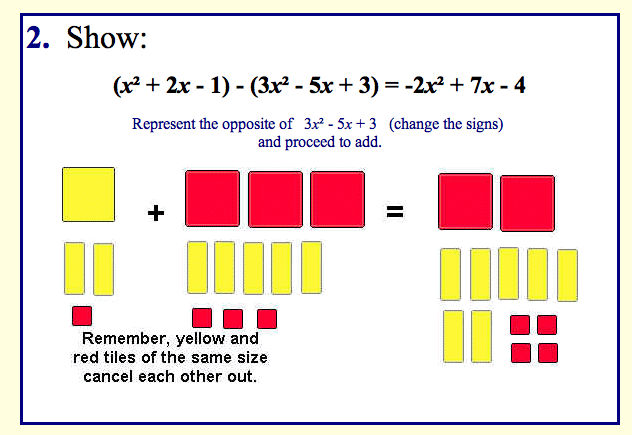 2. Show:
(x² + 2x - 1) - (3x² - 5x + 3) = -2x² + 7x - 4
Represent the opposite of 3x² - 5x + 3 (change the signs)
and proceed to add.
+ =
Remember, yellow and
red tiles of the same size
cancel each other out.